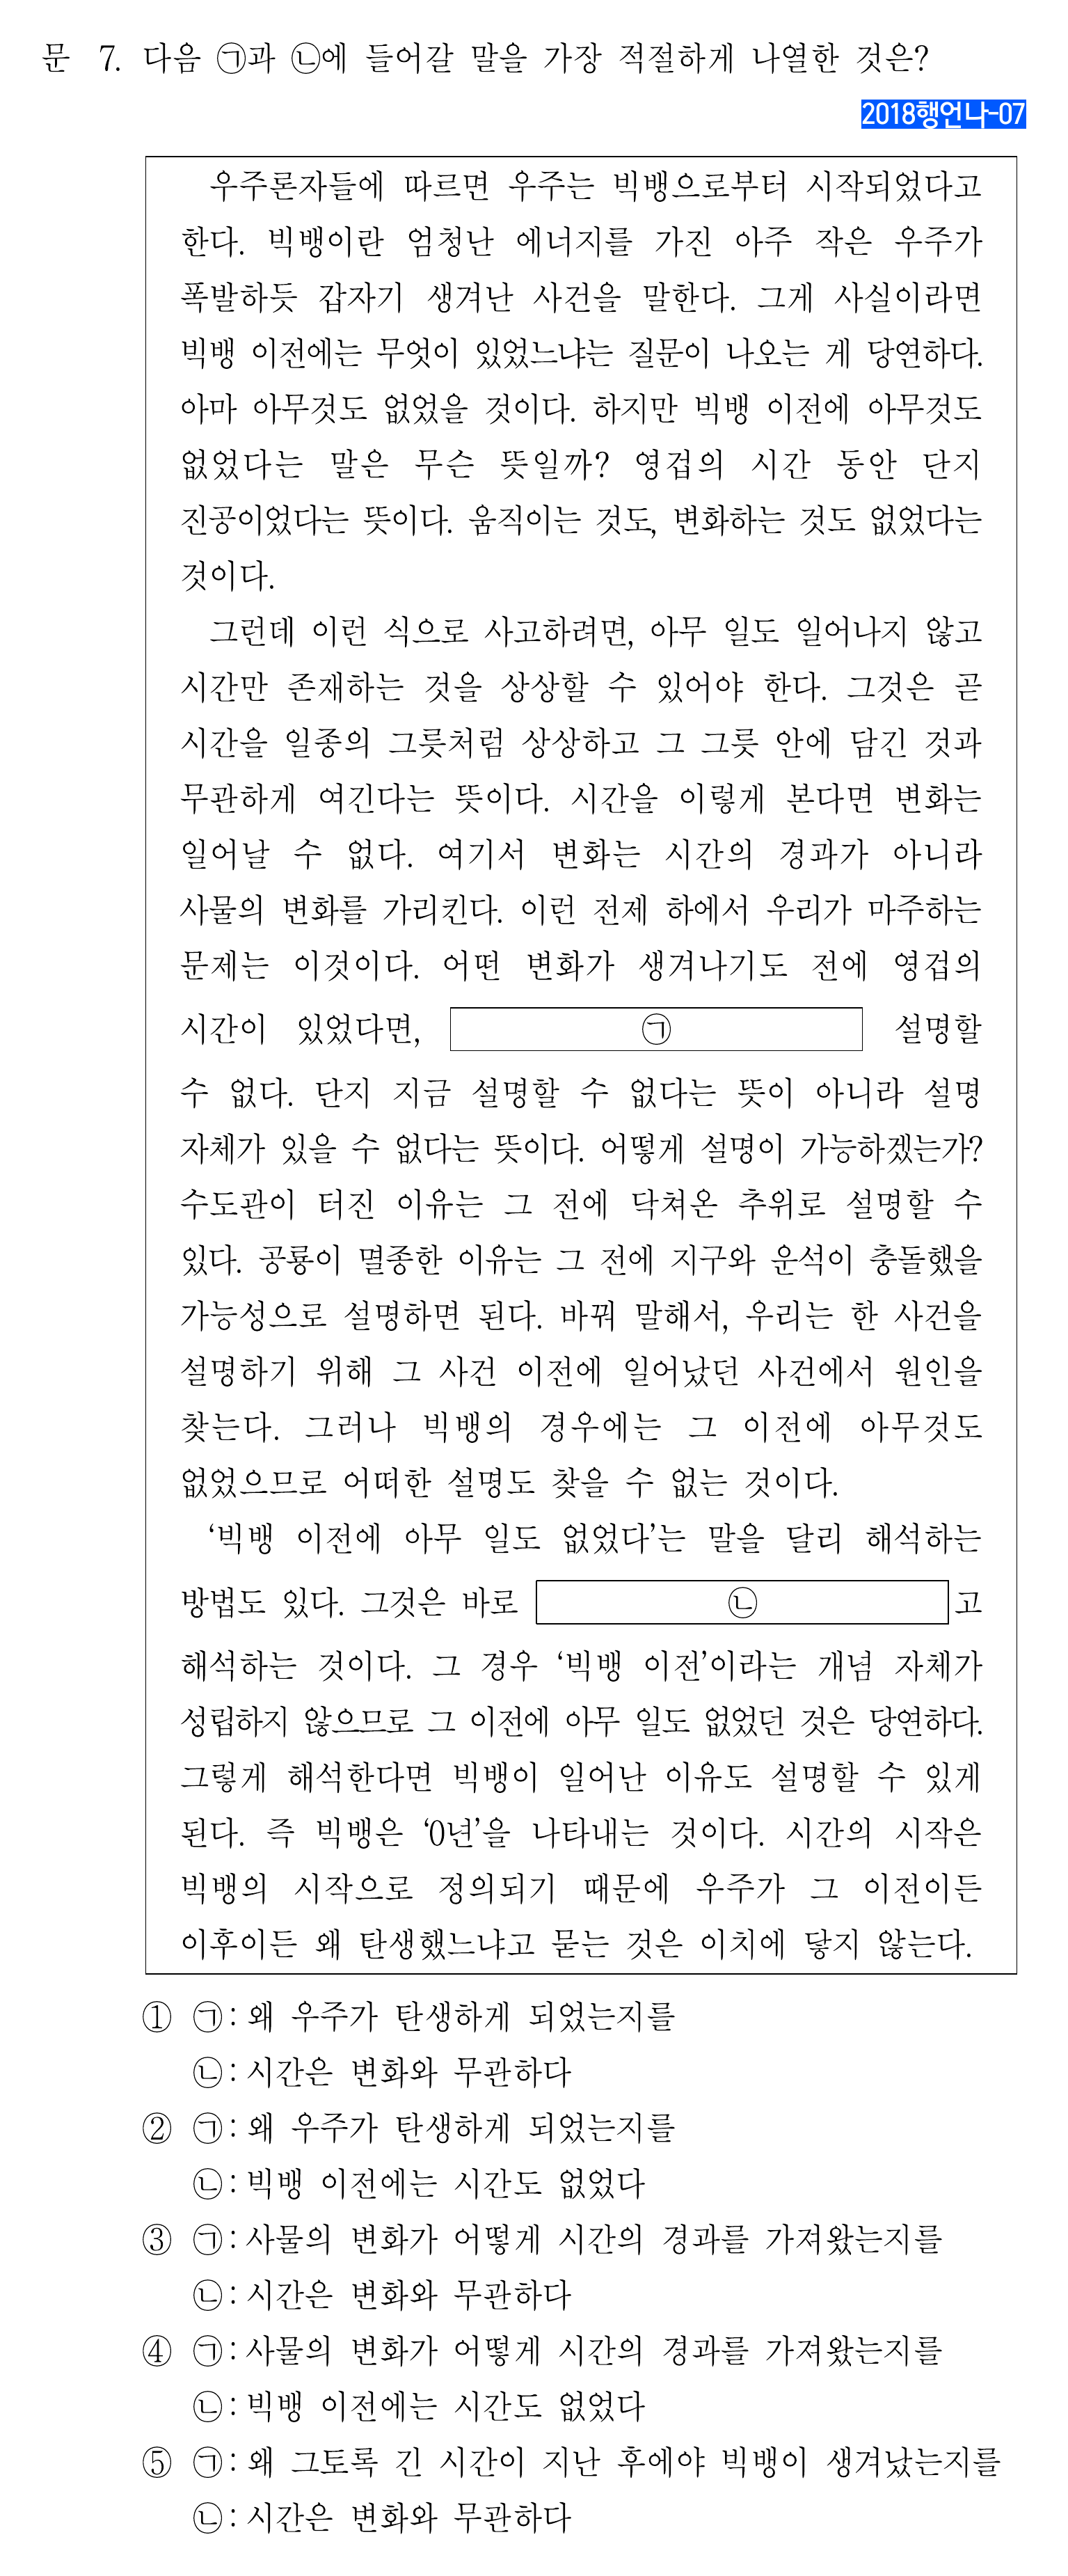 문 7. 다음 ㉠과 ㉡에 들어갈 말을 가장 적절하게 나열한 것은?
2018행언나-07
우주론자들에 따르면 우주는 빅뱅으로부터 시작되었다고
한다. 빅뱅이란 엄청난 에너지를 가진 아주 작은 우주가
폭발하듯 갑자기 생겨난 사건을 말한다. 그게 사실이라면
빅뱅 이전에는 무엇이 있었느냐는 질문이 나오는 게 당연하다.
아마 아무것도 없었을 것이다. 하지만 빅뱅 이전에 아무것도
없었다는 말은 무슨 뜻일까? 영겁의 시간 동안 단지
진공이었다는 뜻이다. 움직이는 것도, 변화하는 것도 없었다는
것이다.
그런데 이런 식으로 사고하려면, 아무 일도 일어나지 않고
시간만 존재하는 것을 상상할 수 있어야 한다. 그것은 곧
시간을 일종의 그릇처럼 상상하고 그 그릇 안에 담긴 것과
무관하게 여긴다는 뜻이다. 시간을 이렇게 본다면 변화는
일어날 수 없다. 여기서 변화는 시간의 경과가 아니라
사물의 변화를 가리킨다. 이런 전제 하에서 우리가 마주하는
문제는 이것이다. 어떤 변화가 생겨나기도 전에 영겁의
시간이 있었다면, ㉠ 설명할
수 없다. 단지 지금 설명할 수 없다는 뜻이 아니라 설명
자체가 있을 수 없다는 뜻이다. 어떻게 설명이 가능하겠는가?
수도관이 터진 이유는 그 전에 닥쳐온 추위로 설명할 수
있다. 공룡이 멸종한 이유는 그 전에 지구와 운석이 충돌했을
가능성으로 설명하면 된다. 바꿔 말해서, 우리는 한 사건을
설명하기 위해 그 사건 이전에 일어났던 사건에서 원인을
찾는다. 그러나 빅뱅의 경우에는 그 이전에 아무것도
없었으므로 어떠한 설명도 찾을 수 없는 것이다.
‘빅뱅 이전에 아무 일도 없었다’는 말을 달리 해석하는
방법도 있다. 그것은 바로 ㉡ 고
해석하는 것이다. 그 경우 ‘빅뱅 이전’이라는 개념 자체가
성립하지 않으므로 그 이전에 아무 일도 없었던 것은 당연하다.
그렇게 해석한다면 빅뱅이 일어난 이유도 설명할 수 있게
된다. 즉 빅뱅은 ‘0년’을 나타내는 것이다. 시간의 시작은
빅뱅의 시작으로 정의되기 때문에 우주가 그 이전이든
이후이든 왜 탄생했느냐고 묻는 것은 이치에 닿지 않는다.
① ㉠: 왜 우주가 탄생하게 되었는지를
㉡: 시간은 변화와 무관하다
② ㉠: 왜 우주가 탄생하게 되었는지를
㉡: 빅뱅 이전에는 시간도 없었다
③ ㉠: 사물의 변화가 어떻게 시간의 경과를 가져왔는지를
㉡: 시간은 변화와 무관하다
④ ㉠: 사물의 변화가 어떻게 시간의 경과를 가져왔는지를
㉡: 빅뱅 이전에는 시간도 없었다
⑤ ㉠: 왜 그토록 긴 시간이 지난 후에야 빅뱅이 생겨났는지를
㉡: 시간은 변화와 무관하다